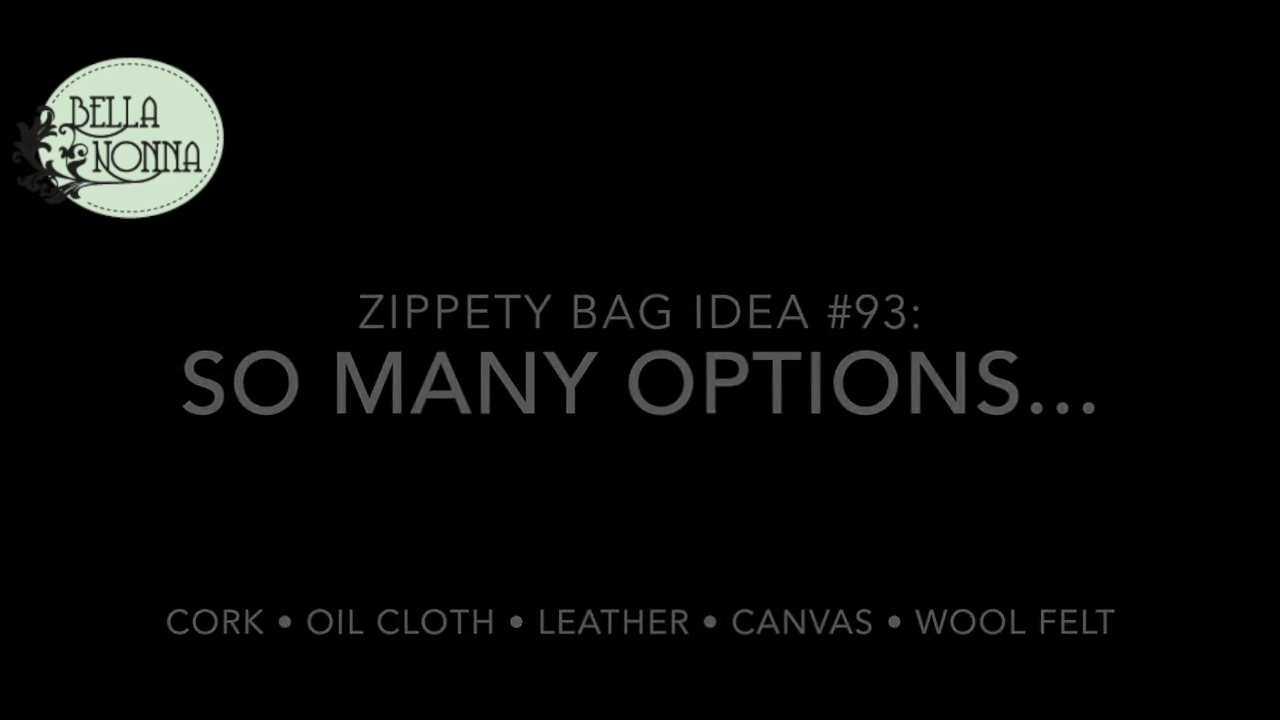 BELLA
NONNA
ZIPPETY BAG IDEA #93:
SO MANY OPTIONS...
CORK • OIL CLOTH • LEATHER • CANVAS • WOOL FELT